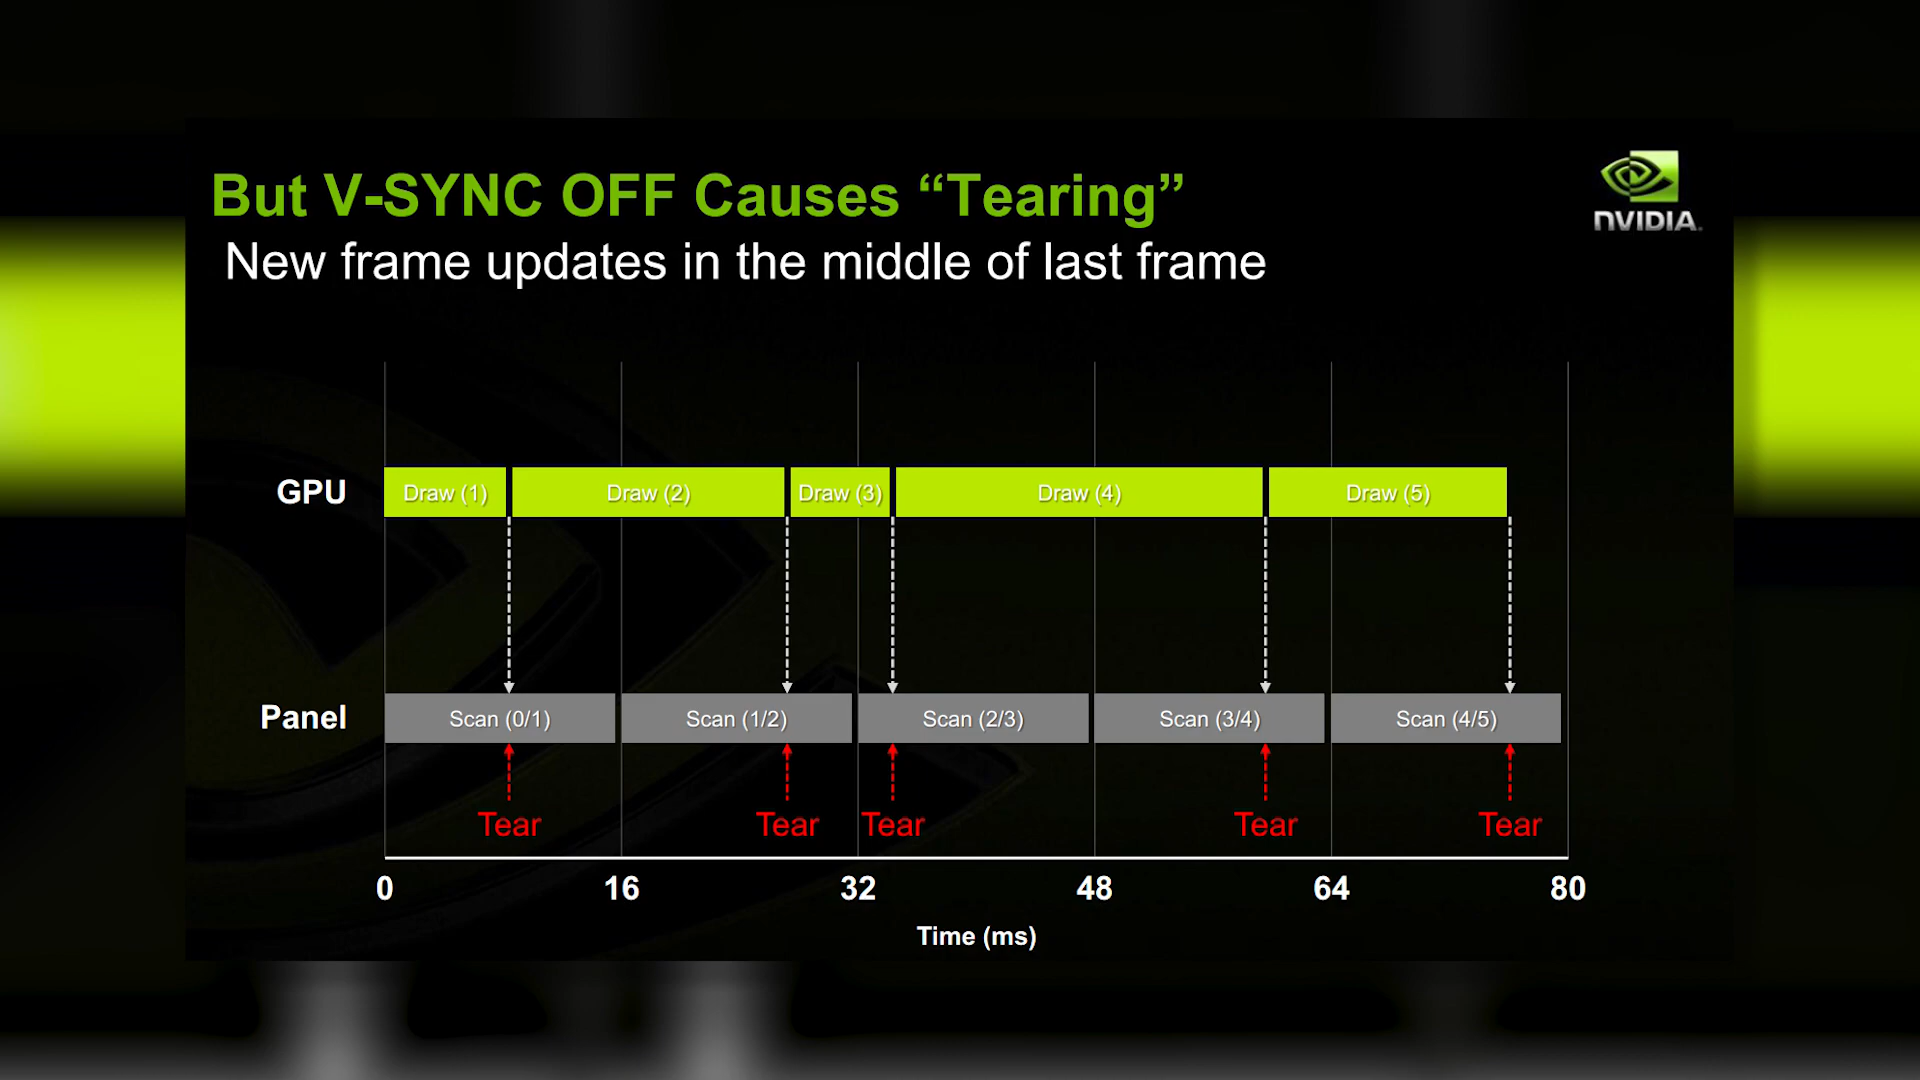 But V-SYNC OFF Causes “Tearing”
New frame updates in the middle of last frame
NVIDIA.
GPU
Draw (1)
Draw (2)
Draw (3)
Draw (4)
Draw (5)
Panel
Scan (0/1)
Scan (1/2)
Scan (2/3)
Scan (3/4)
Scan (4/5)
Tear
Tear
Tear
Tear
Tear
0
16
32
48
64
80
Time (ms)